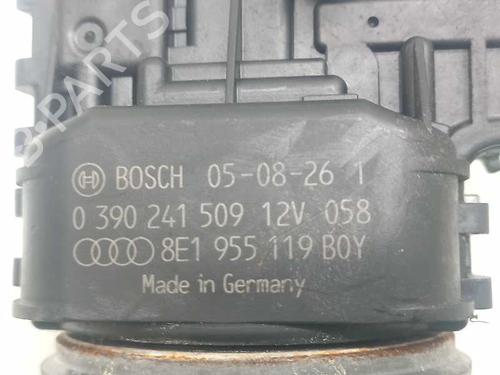 B-PARTS
BOSCH 05-08-26 1
0 390 241 509 12V 058
8E1 955 119 B0Y
Made in Germany